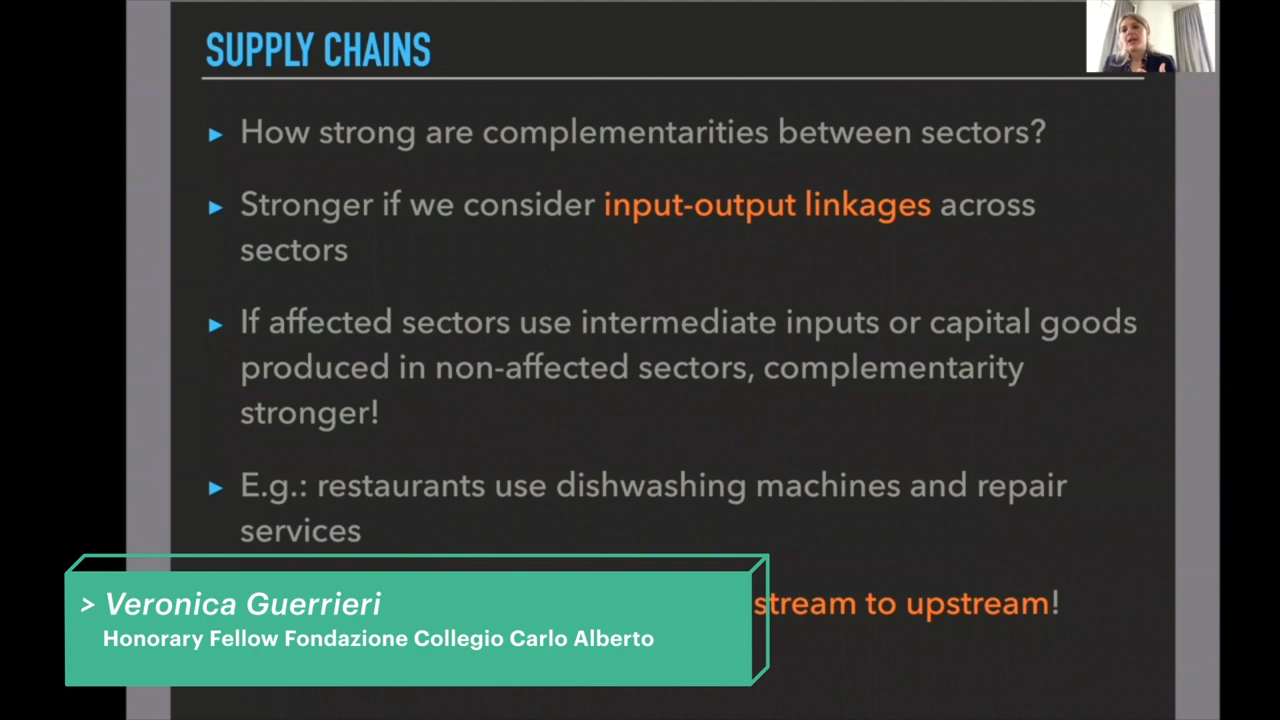 SUPPLY CHAINS
► How strong are complementarities between sectors?
► Stronger if we consider input-output linkages across
sectors
► If affected sectors use intermediate inputs or capital goods
produced in non-affected sectors, complementarity
stronger!
► E.g.: restaurants use dishwashing machines and repair
services
stream to upstream!
> Veronica Guerrieri
Honorary Fellow Fondazione Collegio Carlo Alberto